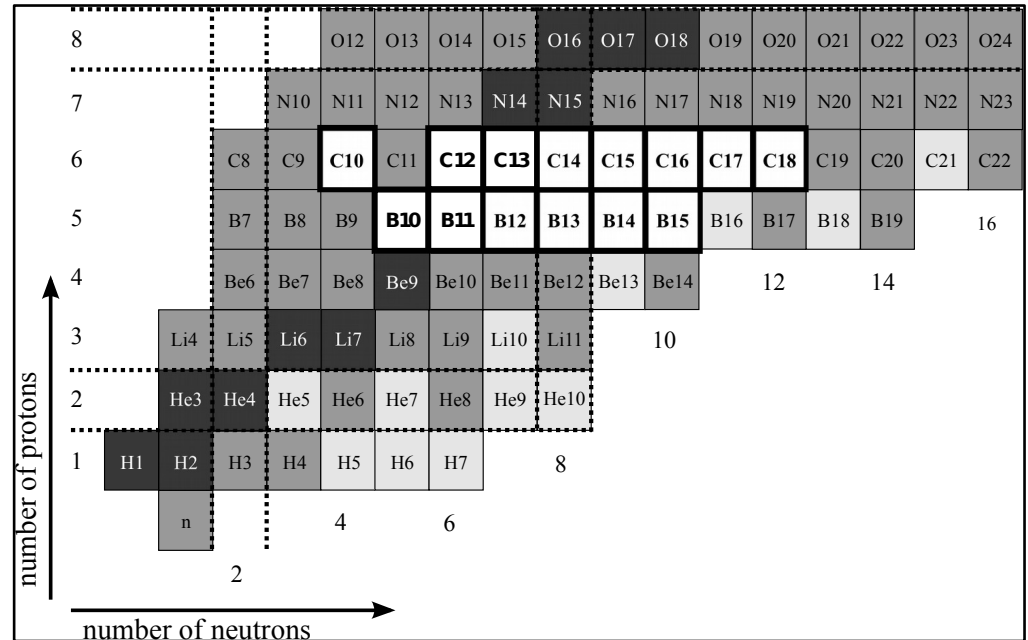 8 O12 O13 O14 O15 O16 O17 O18 O19 O20 O21 O22 O23 O24
7 N10 N11 N12 N13 N14 N15 N16 N17 N18 N19 N20 N21 N22 N23
6 C8 C9 C10 C11 C12 C13 C14 C15 C16 C17 C18 C19 C20 C21 C22
5 B7 B8 B9 B10 B11 B12 B13 B14 B15 B16 B17 B18 B19 16
4 Be6 Be7 Be8 Be9 Be10 Be11 Be12 Be13 Be14 12 14
3 Li4 Li5 Li6 Li7 Li8 Li9 Li10 Li11 10
2 He3 He4 He5 He6 He7 He8 He9 He10
1 H1 H2 H3 H4 H5 H6 H7 8
n 4 6
2
number of protons
number of neutrons